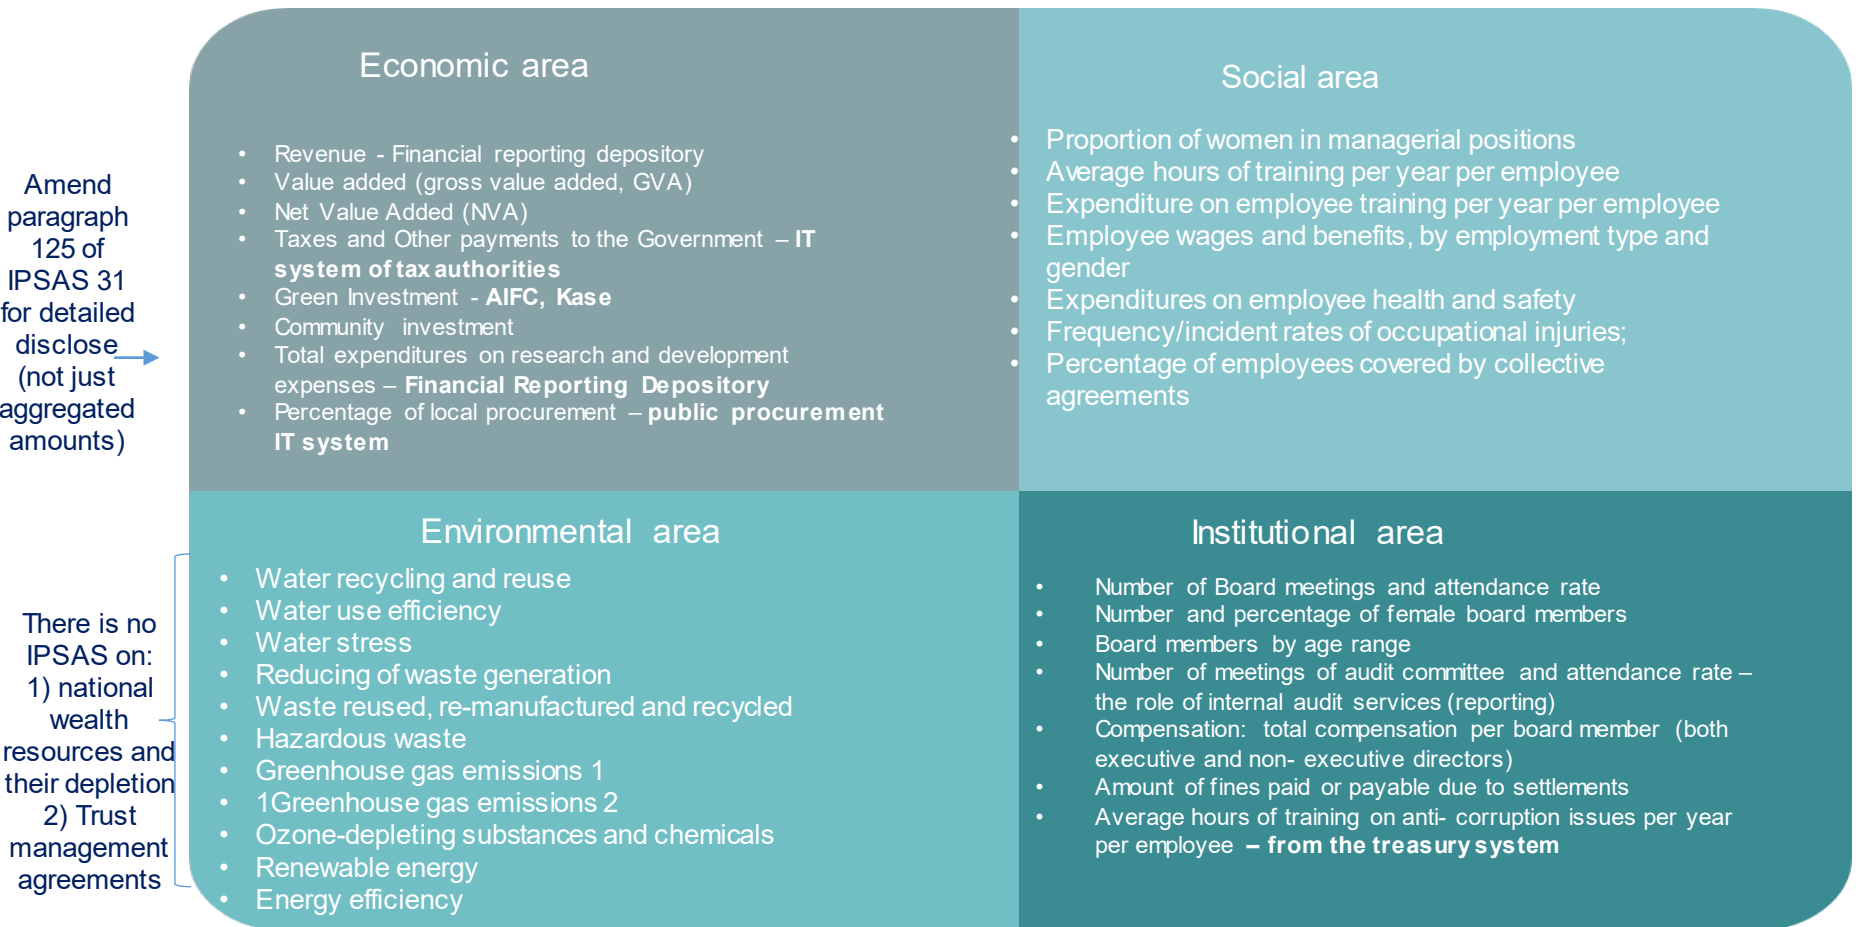 Amend
paragraph
125 of
IPSAS 31
for detailed
disclose
(not just
aggregated
amounts)
Economic area
• Revenue - Financial reporting depository
• Value added (gross value added, GVA)
• Net Value Added (NVA)
• Taxes and Other payments to the Government – IT
system of tax authorities
• Green Investment - AIFC, Kase
• Community investment
• Total expenditures on research and development
expenses – Financial Reporting Depository
• Percentage of local procurement – public procurement
IT system
Social area
• Proportion of women in managerial positions
• Average hours of training per year per employee
• Expenditure on employee training per year per employee
• Employee wages and benefits, by employment type and
gender
• Expenditures on employee health and safety
• Frequency/incident rates of occupational injuries;
• Percentage of employees covered by collective
agreements
There is no
IPSAS on:
1) national
wealth
resources and
their depletion
2) Trust
management
agreements
Environmental area
• Water recycling and reuse
• Water use efficiency
• Water stress
• Reducing of waste generation
• Waste reused, re-manufactured and recycled
• Hazardous waste
• Greenhouse gas emissions 1
• 1Greenhouse gas emissions 2
• Ozone-depleting substances and chemicals
• Renewable energy
• Energy efficiency
Institutional area
• Number of Board meetings and attendance rate
• Number and percentage of female board members
• Board members by age range
• Number of meetings of audit committee and attendance rate –
the role of internal audit services (reporting)
• Compensation: total compensation per board member (both
executive and non- executive directors)
• Amount of fines paid or payable due to settlements
• Average hours of training on anti- corruption issues per year
per employee – from the treasury system